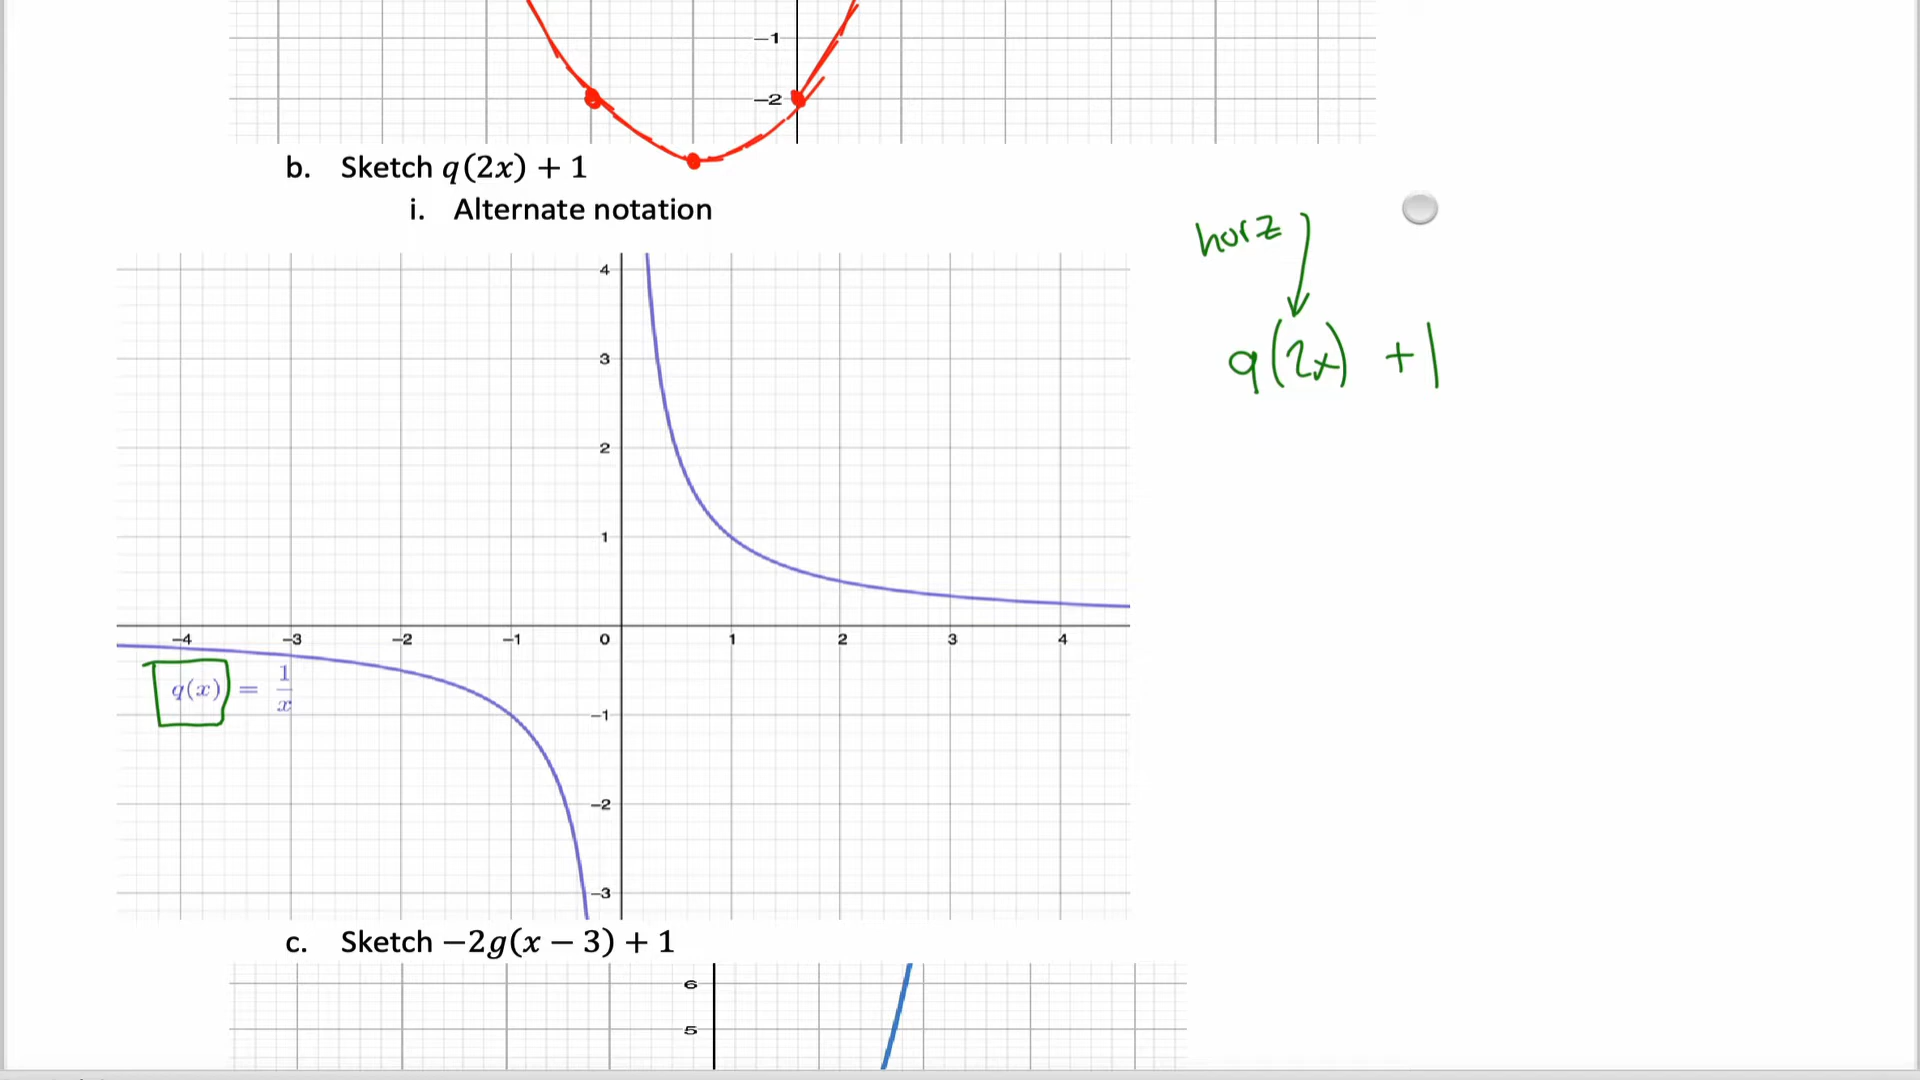 −1
−2
b. Sketch q(2x) + 1
i. Alternate notation
horz
q(2x) + 1
4
3
2
1
−4 −3 −2 −1 0 1 2 3 4
q(x) = 1/x
−1
−2
−3
c. Sketch −2g(x − 3) + 1
6
5